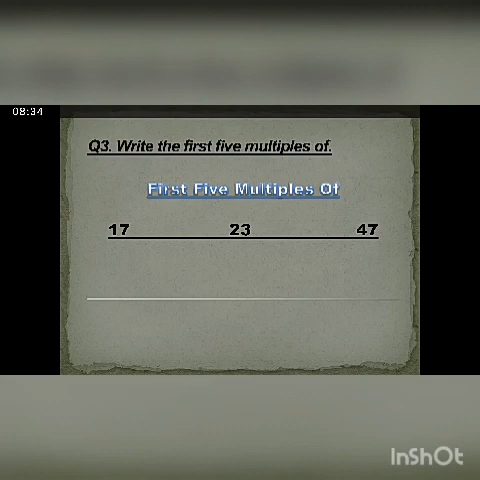 08:34
Q3. Write the first five multiples of.
First Five Multiples Of
17 23 47
InShOt